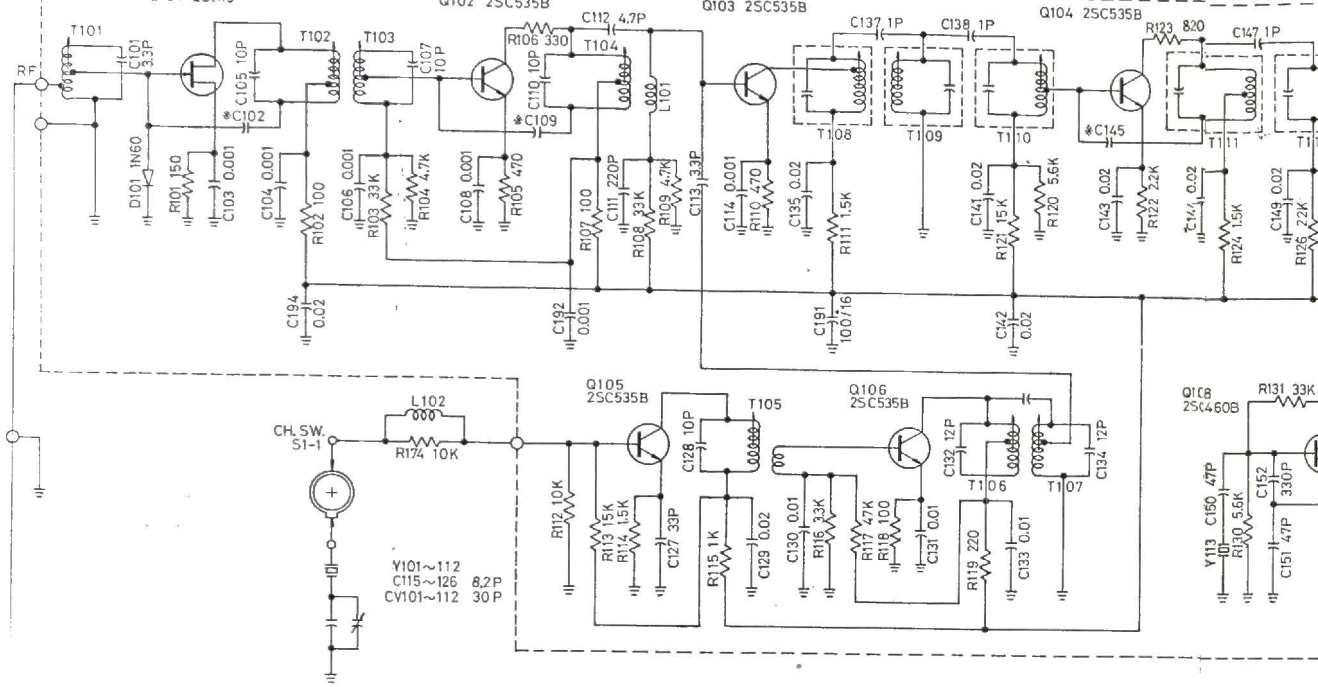 Q102 2SC535B
Q103 2SC535B
Q104 2SC535B
T101
C101
3.3P
RF
C105 10P
T102
T103
C107
10P
R106 330
C112 4.7P
T104
C110 10P
L101
C137 1P
C138 1P
R123 820
C147 1P
※C102
※C109
※C145
T108
T109
T110
T111
D101 1N60
R101 150
C103 0.001
C104 0.001
R102 100
C106 0.001
R103 33K
R104 4.7K
C108 0.001
R105 470
R107 100
C111 220P
R108 33K
R109 4.7K
C113 3.3P
C114 0.001
R110 470
C135 0.02
R111 1.5K
C141 0.02
R121 15K
R120 5.6K
C143 0.02
R122 2.2K
C144 0.02
R124 1.5K
C149 0.02
R126 22K
C194
0.02
C192
0.001
C191
100/16
C142
0.02
Q105
2SC535B
Q106
2SC535B
Q108
2SC460B
R131 33K
L102
CH. SW.
S1-1
R174 10K
C128 10P
T105
C132 12P
T106
T107
C134 12P
R112 10K
R113 15K
R114 1.5K
C127 33P
R115 1K
C129 0.02
C130 0.01
R116 3.3K
R117 47K
R118 100
C131 0.01
R119 220
C133 0.01
Y113
C150 47P
R130 5.6K
C152
330P
C151 47P
Y101~112
C115~126 8.2P
CV101~112 30P